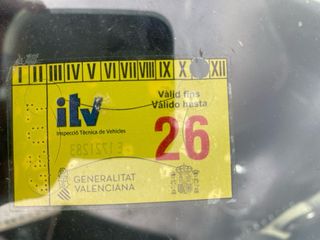 I II III IV V VI VII VIII IX X XII
itv
Inspecció Tècnica de Vehicles
Vàlid fins
Válido hasta
26
E 1721283
GENERALITAT
VALENCIANA